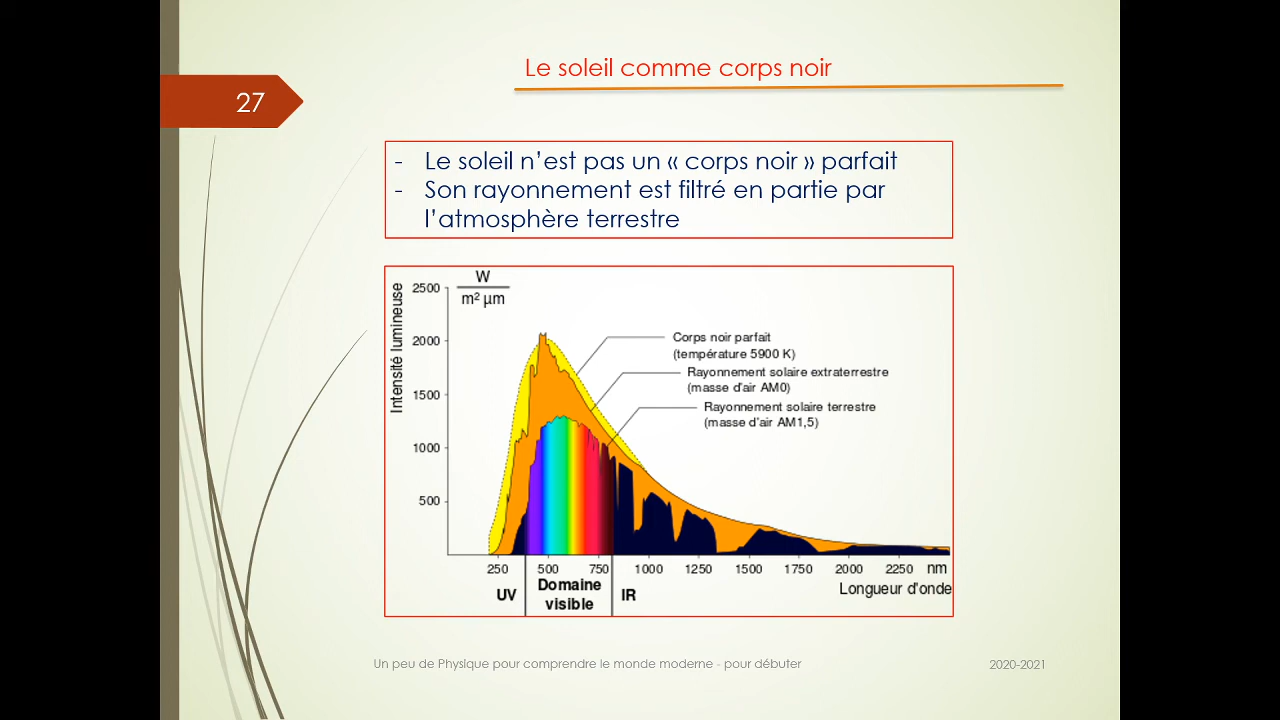 Le soleil comme corps noir
27
- Le soleil n’est pas un « corps noir » parfait
- Son rayonnement est filtré en partie par
l’atmosphère terrestre
W
m² µm
Intensité lumineuse
2500
2000
1500
1000
500
Corps noir parfait
(température 5900 K)
Rayonnement solaire extraterrestre
(masse d'air AM0)
Rayonnement solaire terrestre
(masse d'air AM1,5)
250 500 750 1000 1250 1500 1750 2000 2250 nm
Longueur d'onde
UV
Domaine
visible
IR
Un peu de Physique pour comprendre le monde moderne - pour débuter
2020-2021